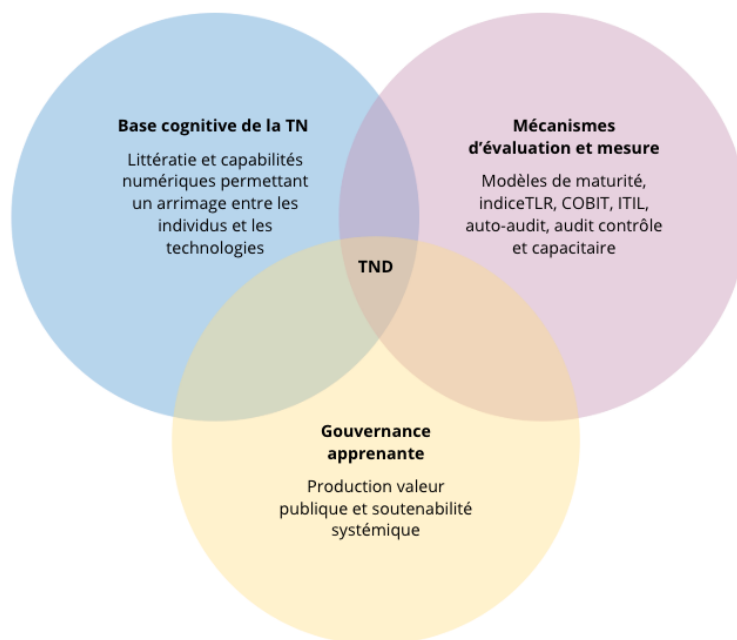 Base cognitive de la TN
Littératie et capabilités
numériques permettant
un arrimage entre les
individus et les
technologies
Mécanismes
d'évaluation et mesure
Modèles de maturité,
indiceTLR, COBIT, ITIL,
auto-audit, audit contrôle
et capacitaire
TND
Gouvernance
apprenante
Production valeur
publique et soutenabilité
systémique